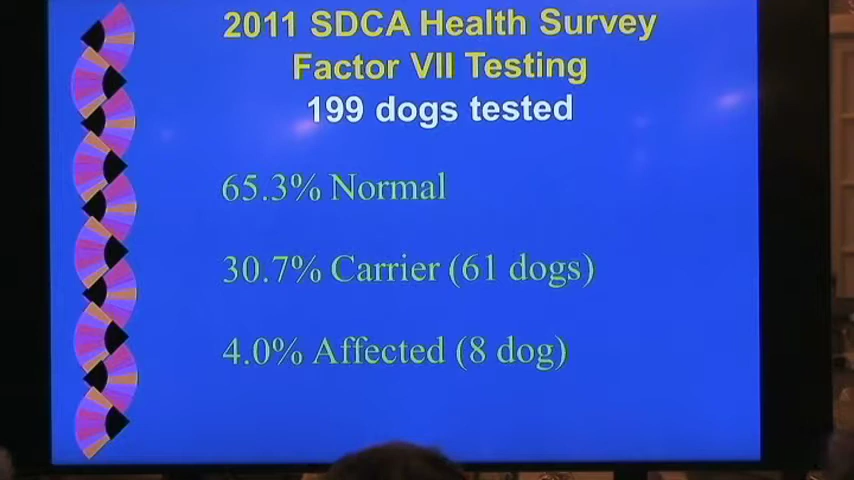 2011 SDCA Health Survey
Factor VII Testing
199 dogs tested
65.3% Normal
30.7% Carrier (61 dogs)
4.0% Affected (8 dog)